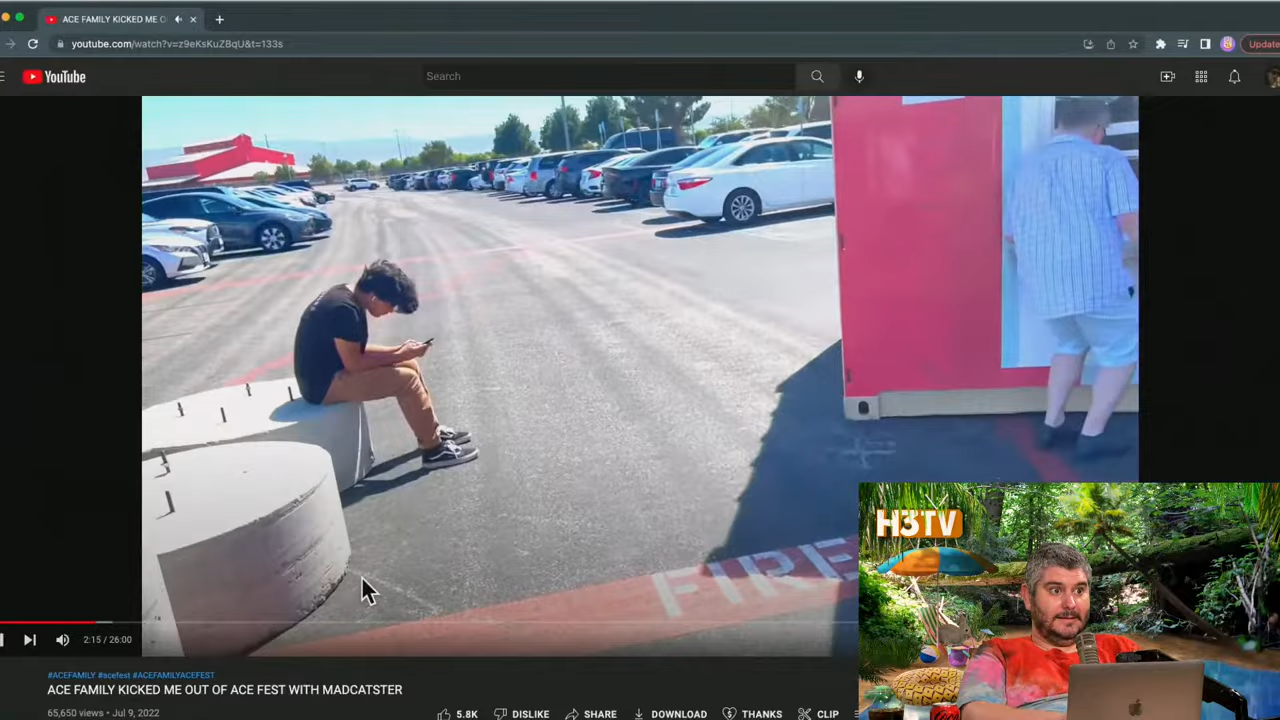 ACE FAMILY KICKED ME O
youtube.com/watch?v=z9eKsKuZBqU&t=133s
Update
YouTube
Search
FIRE
H3TV
2:15 / 26:00
#ACEFAMILY #scefest #ACEFAMILYACEFEST
ACE FAMILY KICKED ME OUT OF ACE FEST WITH MADCATSTER
65,650 views • Jul 9, 2022
5.8K
DISLIKE
SHARE
DOWNLOAD
THANKS
CLIP